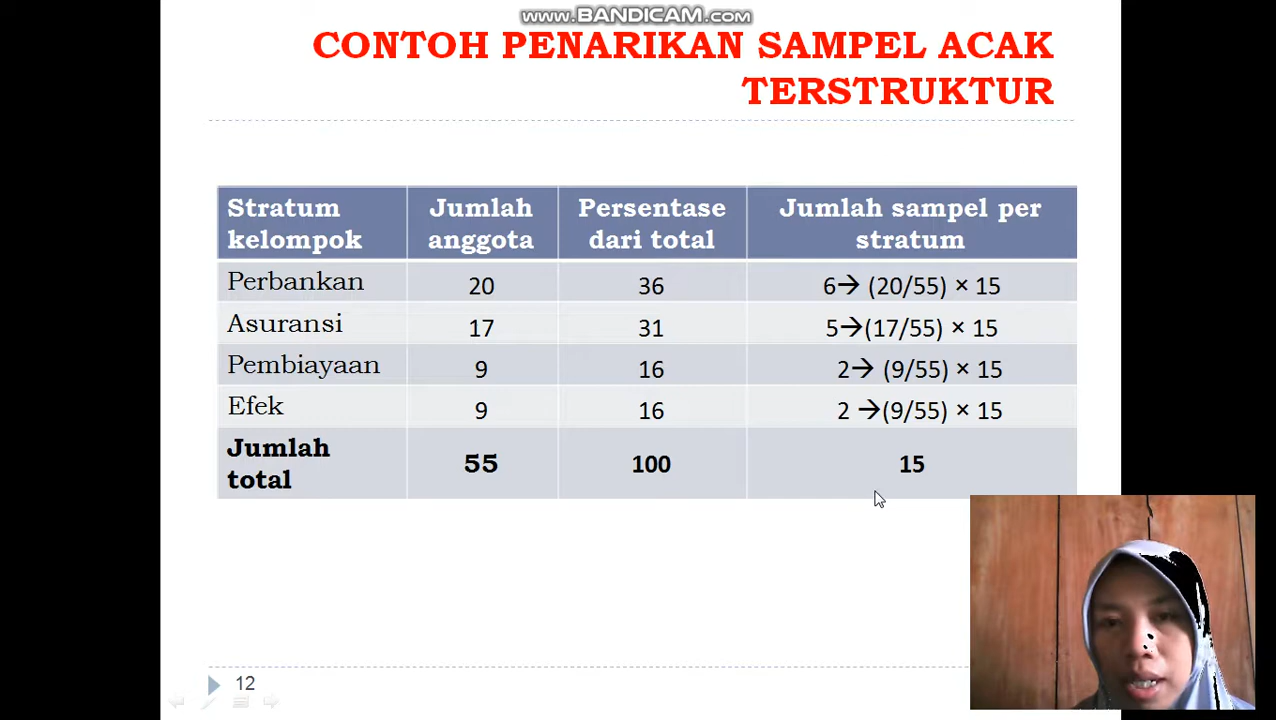 www.BANDICAM.com
CONTOH PENARIKAN SAMPEL ACAK
TERSTRUKTUR
Stratum kelompok Jumlah anggota Persentase dari total Jumlah sampel per stratum
Perbankan 20 36 6→ (20/55) × 15
Asuransi 17 31 5→(17/55) × 15
Pembiayaan 9 16 2→ (9/55) × 15
Efek 9 16 2 →(9/55) × 15
Jumlah total 55 100 15
12